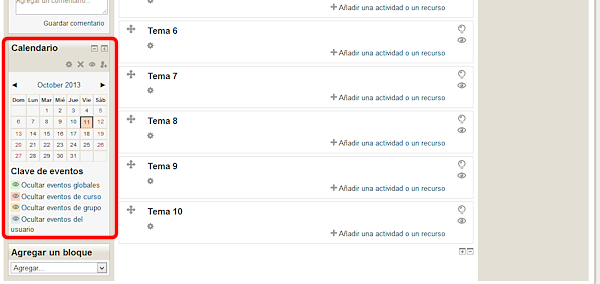 Agregar un comentario...
Guardar comentario
Calendario
October 2013
Dom Lun Mar Mié Jue Vie Sáb
1 2 3 4 5
6 7 8 9 10 11 12
13 14 15 16 17 18 19
20 21 22 23 24 25 26
27 28 29 30 31
Clave de eventos
Ocultar eventos globales
Ocultar eventos de curso
Ocultar eventos de grupo
Ocultar eventos del
usuario
Agregar un bloque
Agregar...
Añadir una actividad o un recurso
Tema 6
Añadir una actividad o un recurso
Tema 7
Añadir una actividad o un recurso
Tema 8
Añadir una actividad o un recurso
Tema 9
Añadir una actividad o un recurso
Tema 10
Añadir una actividad o un recurso